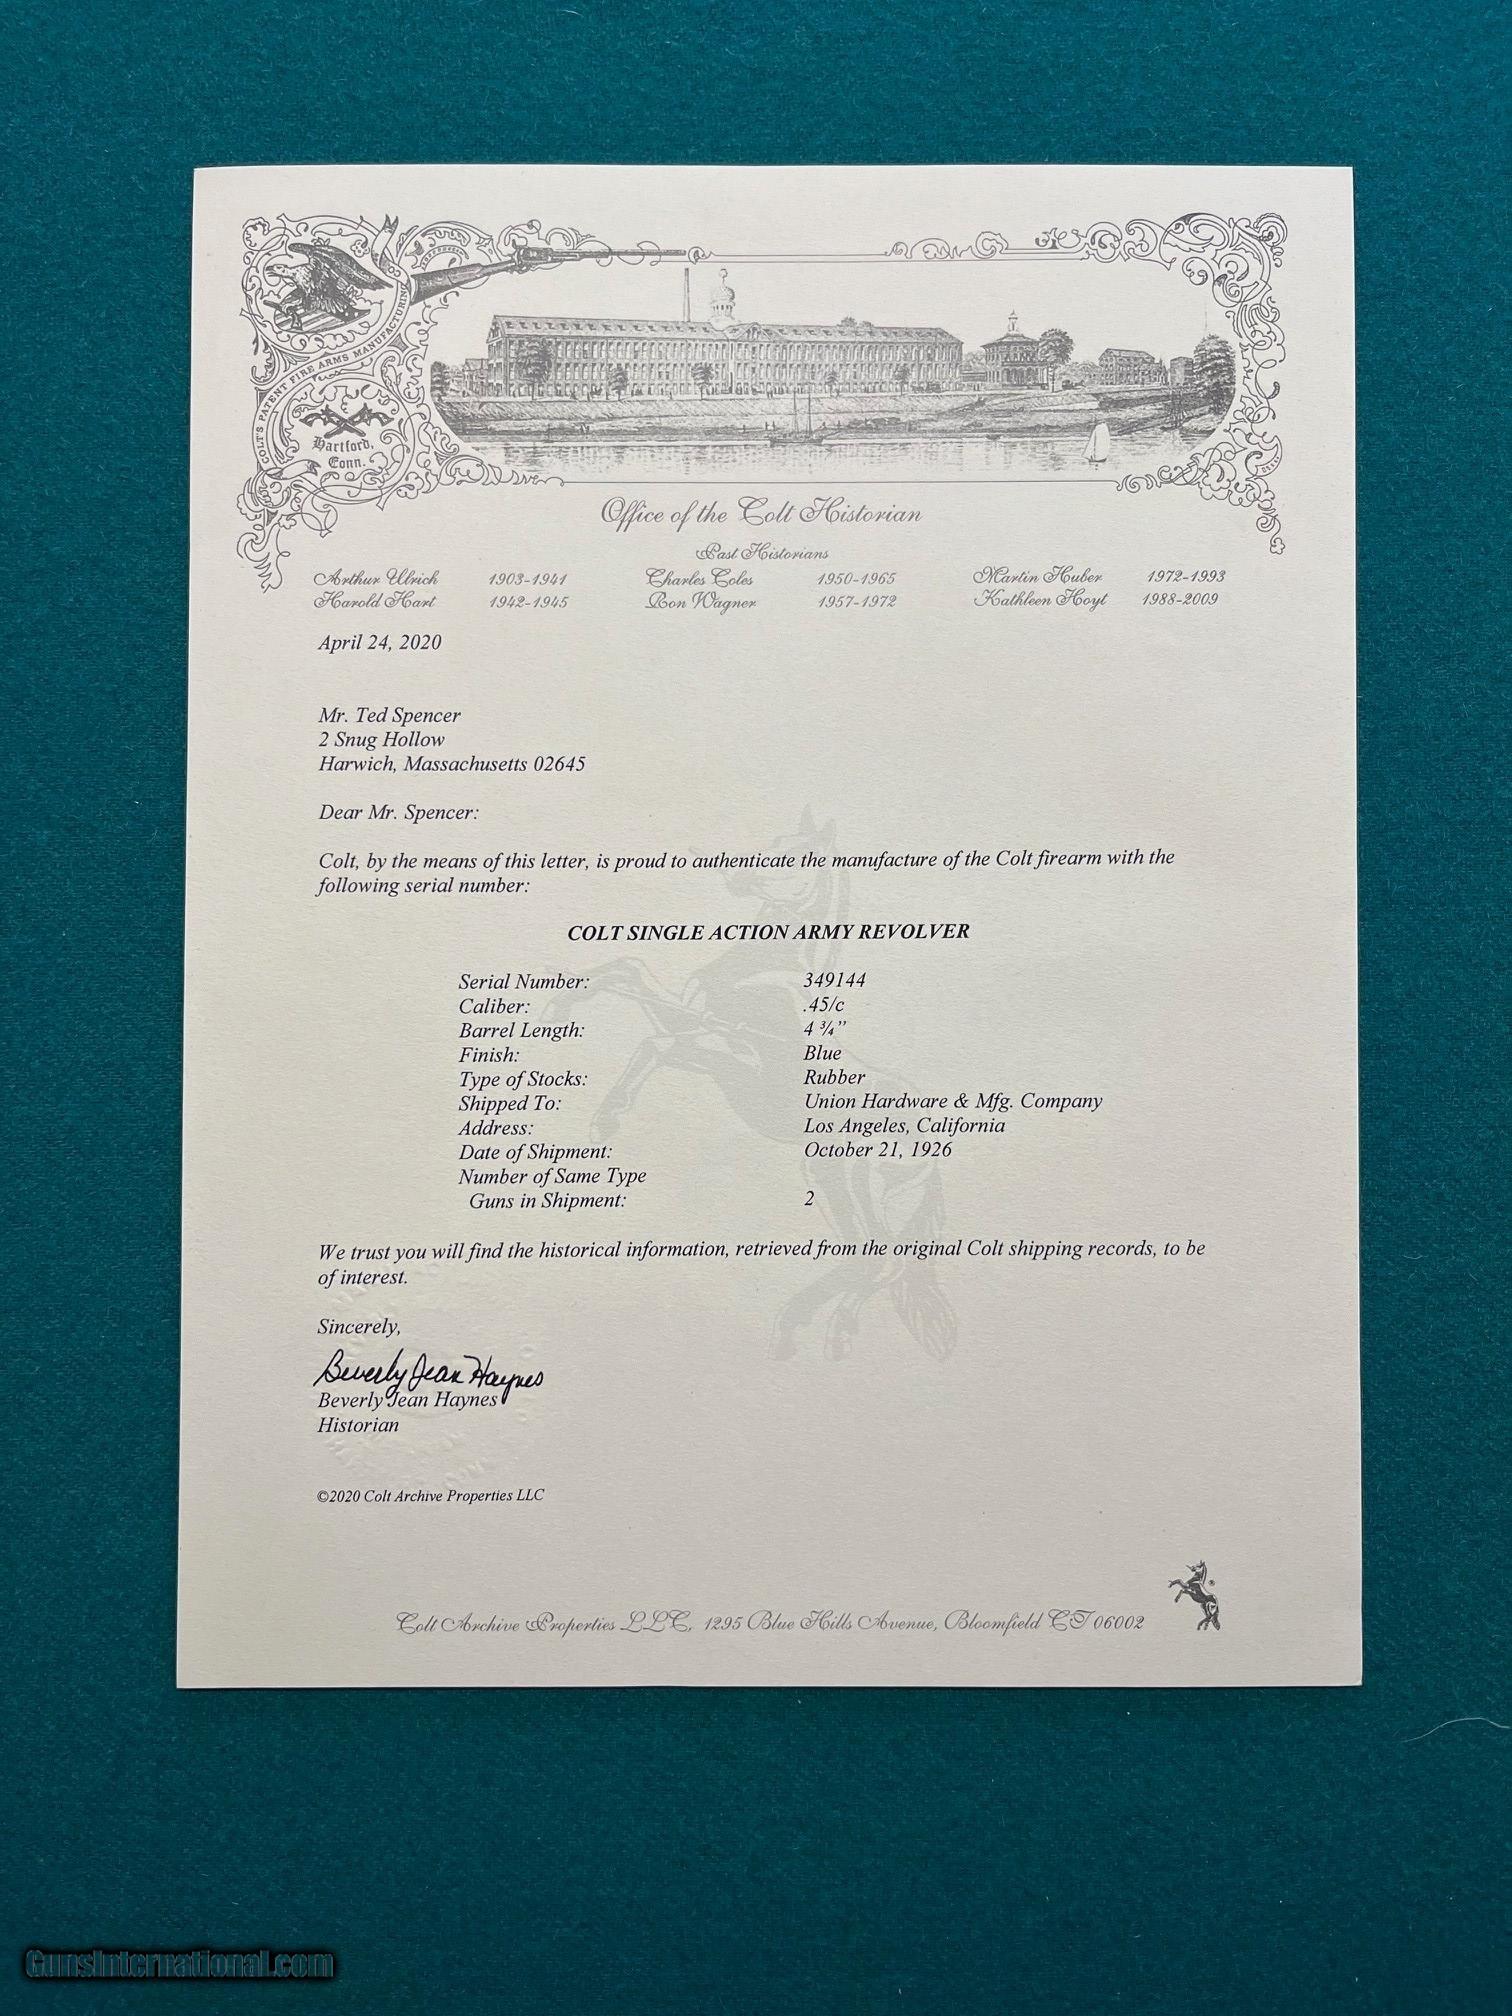 COLT'S PATENT FIRE ARMS MANUFACTURING
Hartford,
Conn.
Office of the Colt Historian
Past Historians
Arthur Ulrich 1903-1941 Charles Coles 1950-1965 Martin Huber 1972-1993
Harold Hart 1942-1945 Ron Wagner 1957-1972 Kathleen Hoyt 1988-2009
April 24, 2020
Mr. Ted Spencer
2 Snug Hollow
Harwich, Massachusetts 02645
Dear Mr. Spencer:
Colt, by the means of this letter, is proud to authenticate the manufacture of the Colt firearm with the
following serial number:
COLT SINGLE ACTION ARMY REVOLVER
Serial Number: 349144
Caliber: .45/c
Barrel Length: 4 ¾”
Finish: Blue
Type of Stocks: Rubber
Shipped To: Union Hardware & Mfg. Company
Address: Los Angeles, California
Date of Shipment: October 21, 1926
Number of Same Type
Guns in Shipment: 2
We trust you will find the historical information, retrieved from the original Colt shipping records, to be
of interest.
Sincerely,
Beverly Jean Haynes
Beverly Jean Haynes
Historian
©2020 Colt Archive Properties LLC
Colt Archive Properties LLC, 1295 Blue Hills Avenue, Bloomfield CT 06002
GunsInternational.com